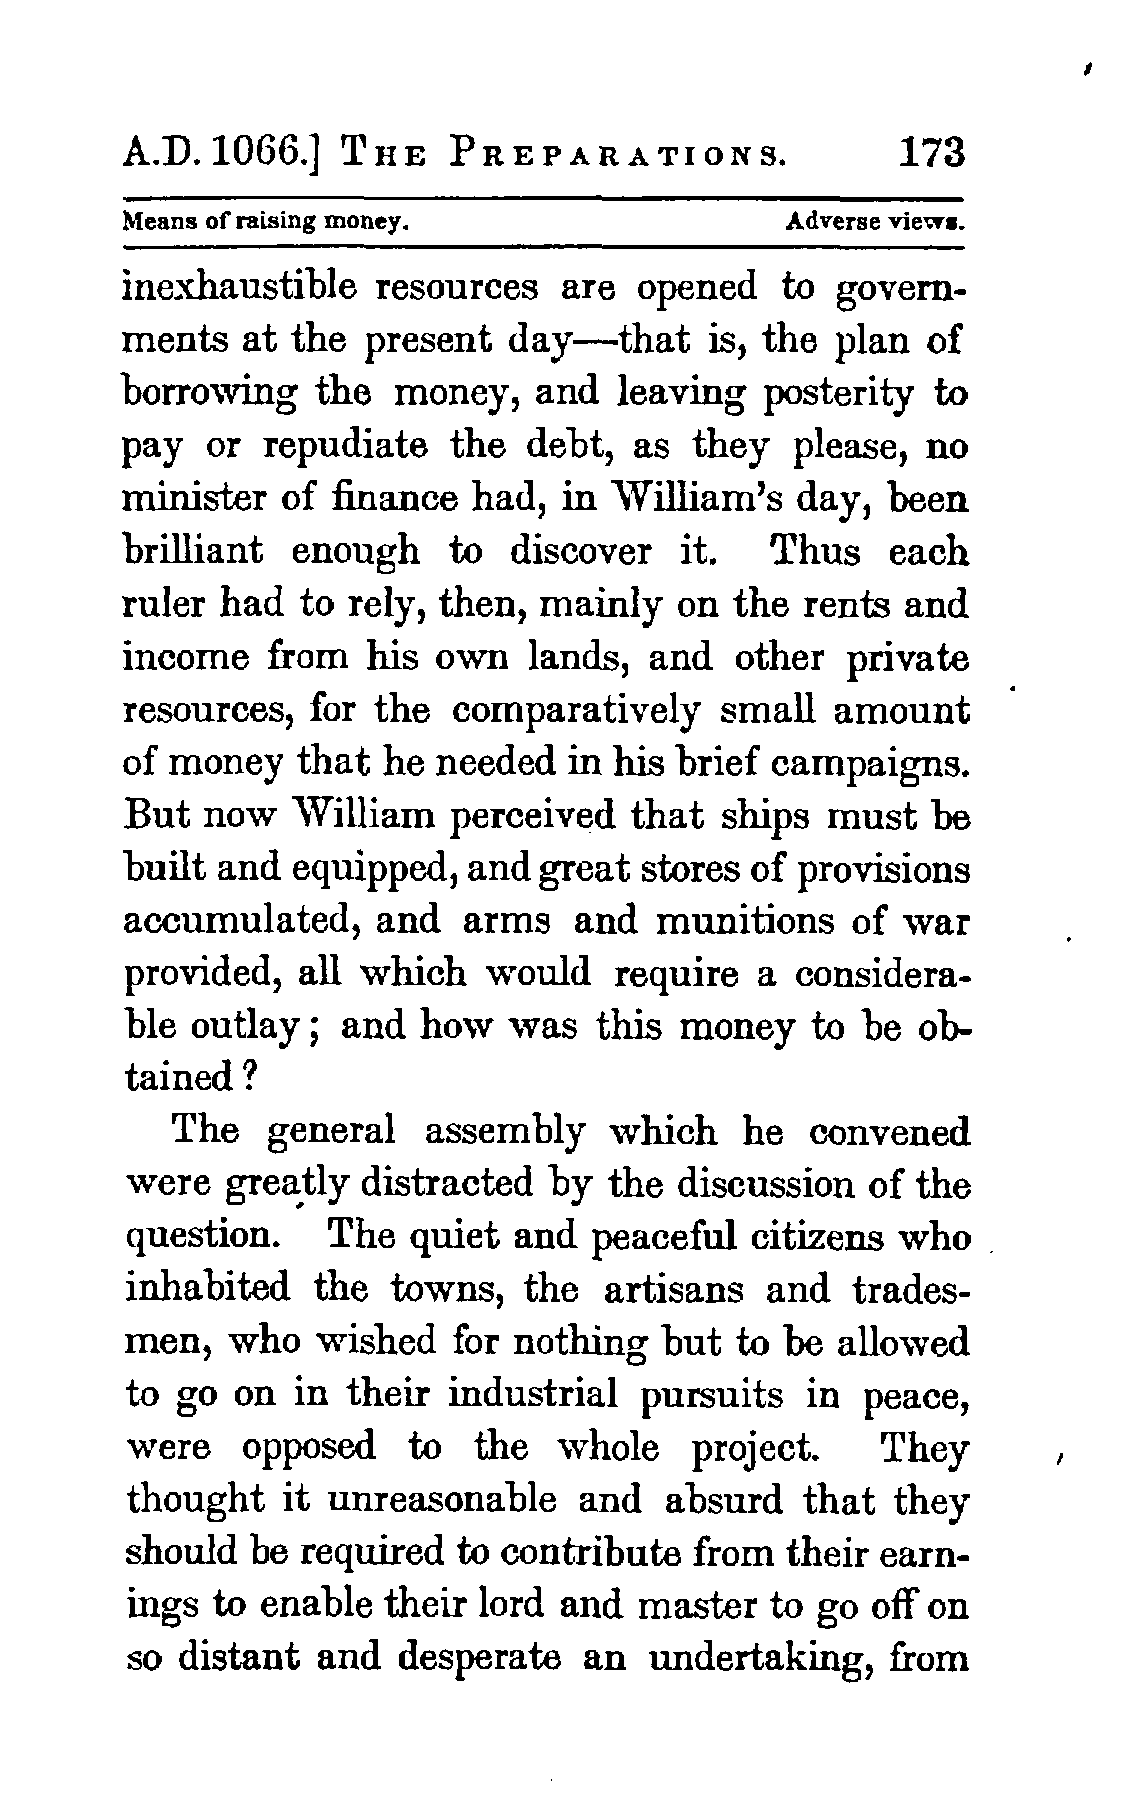 A.D. 1066.] THE PREPARATIONS. 173
Means of raising money. Adverse views.
inexhaustible resources are opened to govern-
ments at the present day—that is, the plan of
borrowing the money, and leaving posterity to
pay or repudiate the debt, as they please, no
minister of finance had, in William's day, been
brilliant enough to discover it. Thus each
ruler had to rely, then, mainly on the rents and
income from his own lands, and other private
resources, for the comparatively small amount
of money that he needed in his brief campaigns.
But now William perceived that ships must be
built and equipped, and great stores of provisions
accumulated, and arms and munitions of war
provided, all which would require a considera-
ble outlay; and how was this money to be ob-
tained?
The general assembly which he convened
were greatly distracted by the discussion of the
question. The quiet and peaceful citizens who
inhabited the towns, the artisans and trades-
men, who wished for nothing but to be allowed
to go on in their industrial pursuits in peace,
were opposed to the whole project. They
thought it unreasonable and absurd that they
should be required to contribute from their earn-
ings to enable their lord and master to go off on
so distant and desperate an undertaking, from